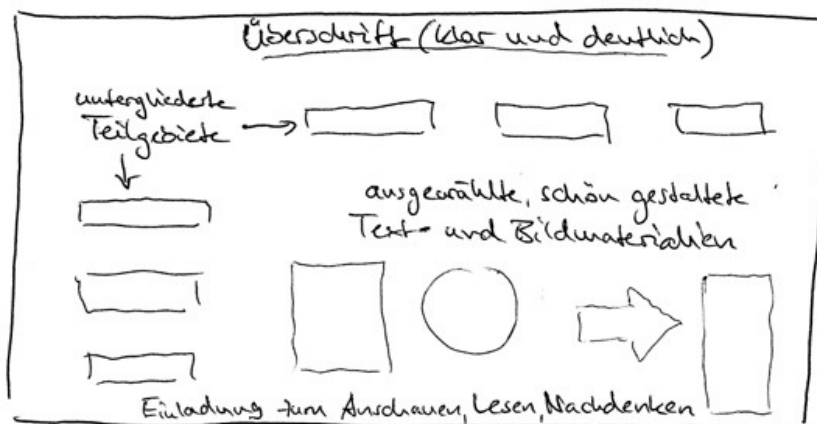 Überschrift (klar und deutlich)
untergliederte
Teilgebiete
ausgewählte, schön gestaltete
Text- und Bildmaterialien
Einladung zum Anschauen, Lesen, Nachdenken